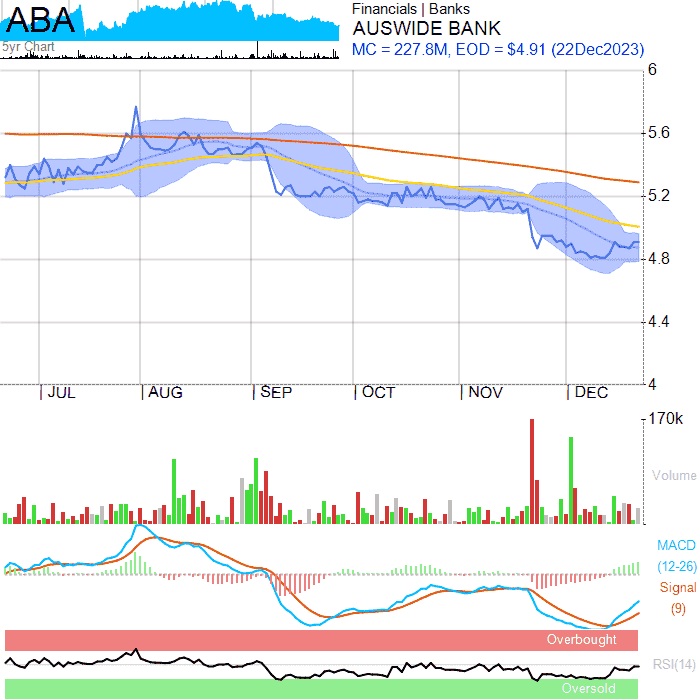 ABA
5yr Chart
Financials | Banks
AUSWIDE BANK
MC = 227.8M, EOD = $4.91 (22Dec2023)
6
5.6
5.2
4.8
4.4
4
JUL AUG SEP OCT NOV DEC
170k
Volume
MACD
(12-26)
Signal
(9)
Overbought
RSI(14)
Oversold